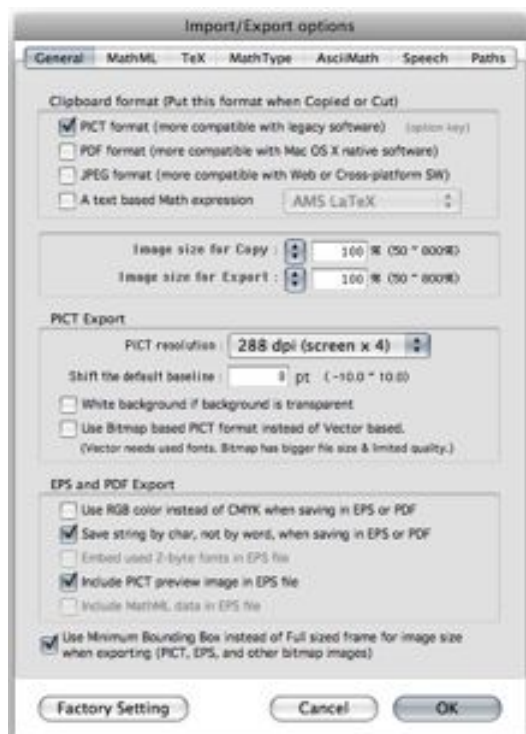 Import/Export options
General MathML TeX MathType AsciiMath Speech Paths
Clipboard format (Put this format when Copied or Cut)
PICT format (more compatible with legacy software) (option key)
PDF format (more compatible with Mac OS X native software)
JPEG format (more compatible with Web or Cross-platform SW)
A text based Math expression AMS LaTeX
Image size for Copy : 100 % (50 ~ 800%)
Image size for Export : 100 % (50 ~ 800%)
PICT Export
PICT resolution : 288 dpi (screen x 4)
Shift the default baseline : 0 pt (-10.0 ~ 10.0)
White background if background is transparent
Use Bitmap based PICT format instead of Vector based.
(Vector needs used fonts. Bitmap has bigger file size & limited quality.)
EPS and PDF Export
Use RGB color instead of CMYK when saving in EPS or PDF
Save string by char, not by word, when saving in EPS or PDF
Embed used 2-byte fonts in EPS file
Include PICT preview image in EPS file
Include MathML data in EPS file
Use Minimum Bounding Box instead of Full sized frame for image size
when exporting (PICT, EPS, and other bitmap images)
Factory Setting Cancel OK